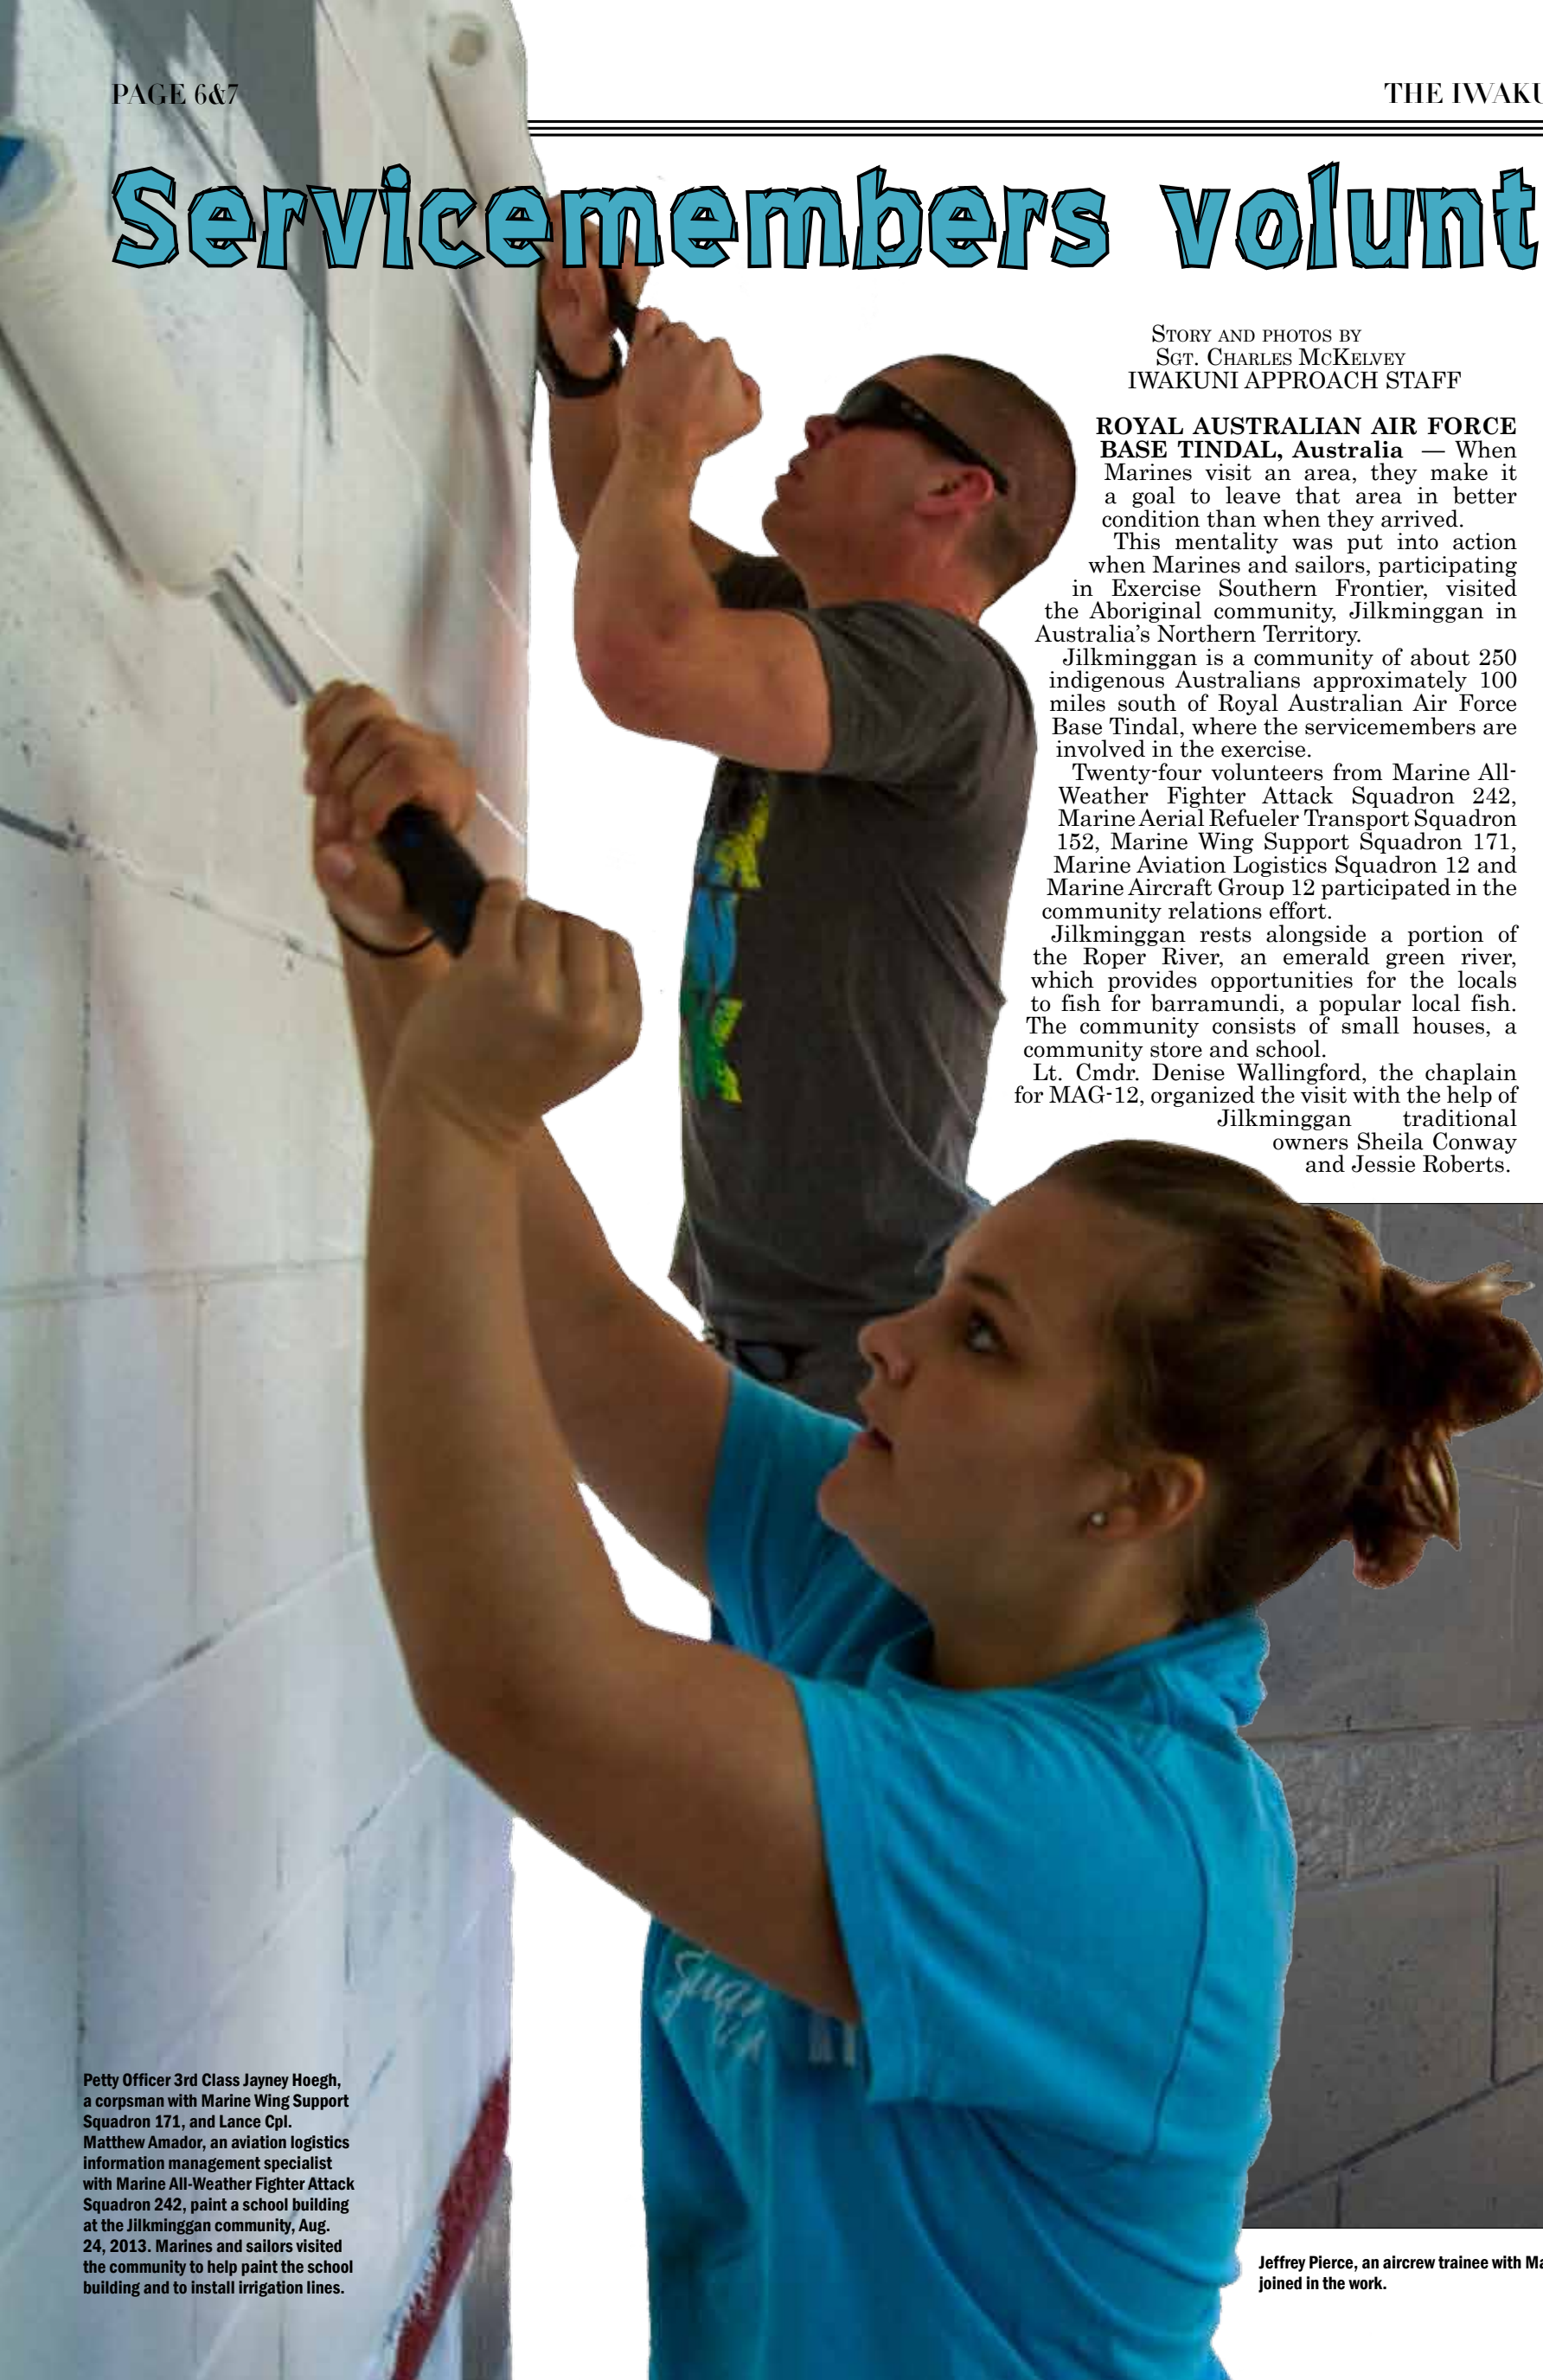 PAGE 6&7
THE IWAKU
Servicemembers volunt
STORY AND PHOTOS BY
SGT. CHARLES MCKELVEY
IWAKUNI APPROACH STAFF
ROYAL AUSTRALIAN AIR FORCE
BASE TINDAL, Australia — When
Marines visit an area, they make it
a goal to leave that area in better
condition than when they arrived.
This mentality was put into action
when Marines and sailors, participating
in Exercise Southern Frontier, visited
the Aboriginal community, Jilkminggan in
Australia's Northern Territory.
Jilkminggan is a community of about 250
indigenous Australians approximately 100
miles south of Royal Australian Air Force
Base Tindal, where the servicemembers are
involved in the exercise.
Twenty-four volunteers from Marine All-
Weather Fighter Attack Squadron 242,
Marine Aerial Refueler Transport Squadron
152, Marine Wing Support Squadron 171,
Marine Aviation Logistics Squadron 12 and
Marine Aircraft Group 12 participated in the
community relations effort.
Jilkminggan rests alongside a portion of
the Roper River, an emerald green river,
which provides opportunities for the locals
to fish for barramundi, a popular local fish.
The community consists of small houses, a
community store and school.
Lt. Cmdr. Denise Wallingford, the chaplain
for MAG-12, organized the visit with the help of
Jilkminggan traditional
owners Sheila Conway
and Jessie Roberts.
Petty Officer 3rd Class Jayney Hoegh,
a corpsman with Marine Wing Support
Squadron 171, and Lance Cpl.
Matthew Amador, an aviation logistics
information management specialist
with Marine All-Weather Fighter Attack
Squadron 242, paint a school building
at the Jilkminggan community, Aug.
24, 2013. Marines and sailors visited
the community to help paint the school
building and to install irrigation lines.
Jeffrey Pierce, an aircrew trainee with Ma
joined in the work.